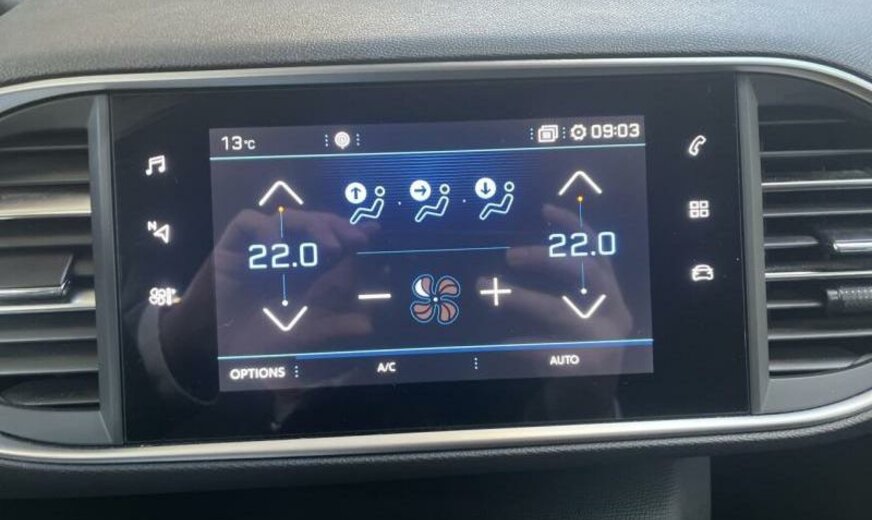 13°C
09:03
N
22.0
22.0
OPTIONS
A/C
AUTO